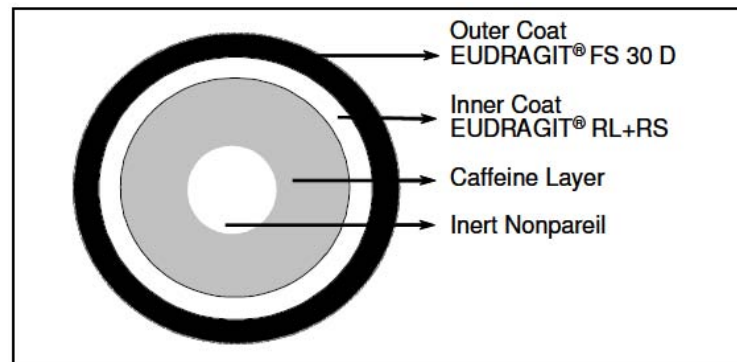 Outer Coat
EUDRAGIT® FS 30 D
Inner Coat
EUDRAGIT® RL+RS
Caffeine Layer
Inert Nonpareil